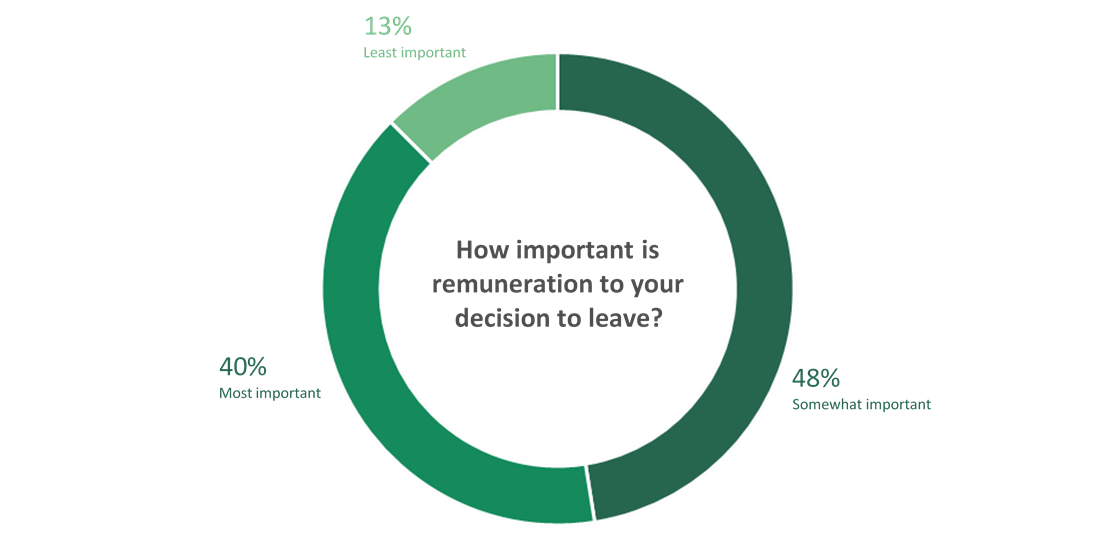 13%
Least important
How important is
remuneration to your
decision to leave?
40%
Most important
48%
Somewhat important